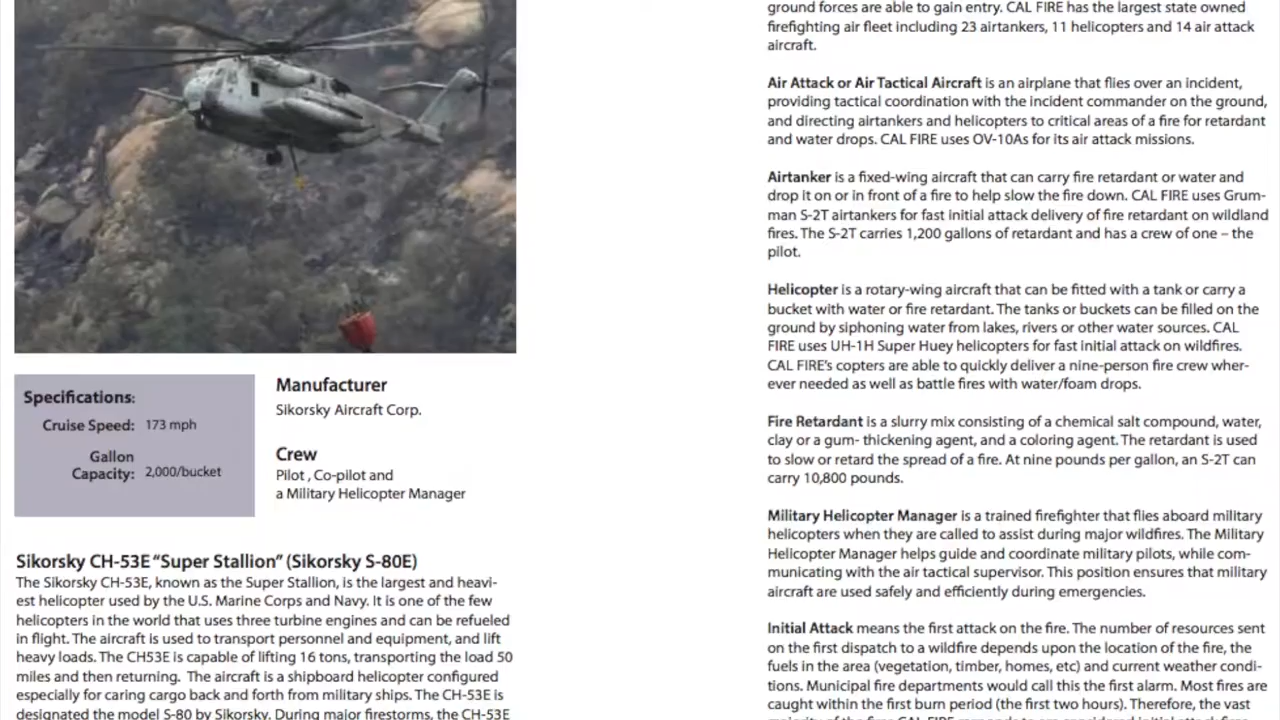 Specifications:
Cruise Speed: 173 mph
Gallon
Capacity: 2,000/bucket
Manufacturer
Sikorsky Aircraft Corp.
Crew
Pilot , Co-pilot and
a Military Helicopter Manager
Sikorsky CH-53E “Super Stallion” (Sikorsky S-80E)
The Sikorsky CH-53E, known as the Super Stallion, is the largest and heavi-
est helicopter used by the U.S. Marine Corps and Navy. It is one of the few
helicopters in the world that uses three turbine engines and can be refueled
in flight. The aircraft is used to transport personnel and equipment, and lift
heavy loads. The CH53E is capable of lifting 16 tons, transporting the load 50
miles and then returning. The aircraft is a shipboard helicopter configured
especially for caring cargo back and forth from military ships. The CH-53E is
designated the model S-80 by Sikorsky. During major firestorms, the CH-53E
ground forces are able to gain entry. CAL FIRE has the largest state owned
firefighting air fleet including 23 airtankers, 11 helicopters and 14 air attack
aircraft.
Air Attack or Air Tactical Aircraft is an airplane that flies over an incident,
providing tactical coordination with the incident commander on the ground,
and directing airtankers and helicopters to critical areas of a fire for retardant
and water drops. CAL FIRE uses OV-10As for its air attack missions.
Airtanker is a fixed-wing aircraft that can carry fire retardant or water and
drop it on or in front of a fire to help slow the fire down. CAL FIRE uses Grum-
man S-2T airtankers for fast initial attack delivery of fire retardant on wildland
fires. The S-2T carries 1,200 gallons of retardant and has a crew of one – the
pilot.
Helicopter is a rotary-wing aircraft that can be fitted with a tank or carry a
bucket with water or fire retardant. The tanks or buckets can be filled on the
ground by siphoning water from lakes, rivers or other water sources. CAL
FIRE uses UH-1H Super Huey helicopters for fast initial attack on wildfires.
CAL FIRE’s copters are able to quickly deliver a nine-person fire crew wher-
ever needed as well as battle fires with water/foam drops.
Fire Retardant is a slurry mix consisting of a chemical salt compound, water,
clay or a gum- thickening agent, and a coloring agent. The retardant is used
to slow or retard the spread of a fire. At nine pounds per gallon, an S-2T can
carry 10,800 pounds.
Military Helicopter Manager is a trained firefighter that flies aboard military
helicopters when they are called to assist during major wildfires. The Military
Helicopter Manager helps guide and coordinate military pilots, while com-
municating with the air tactical supervisor. This position ensures that military
aircraft are used safely and efficiently during emergencies.
Initial Attack means the first attack on the fire. The number of resources sent
on the first dispatch to a wildfire depends upon the location of the fire, the
fuels in the area (vegetation, timber, homes, etc) and current weather condi-
tions. Municipal fire departments would call this the first alarm. Most fires are
caught within the first burn period (the first two hours). Therefore, the vast